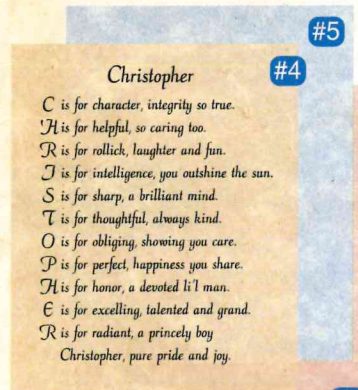 #5
#4
Christopher
C is for character, integrity so true.
H is for helpful, so caring too.
R is for rollick, laughter and fun.
I is for intelligence, you outshine the sun.
S is for sharp, a brilliant mind.
T is for thoughtful, always kind.
O is for obliging, showing you care.
P is for perfect, happiness you share.
H is for honor, a devoted li'l man.
E is for excelling, talented and grand.
R is for radiant, a princely boy
Christopher, pure pride and joy.